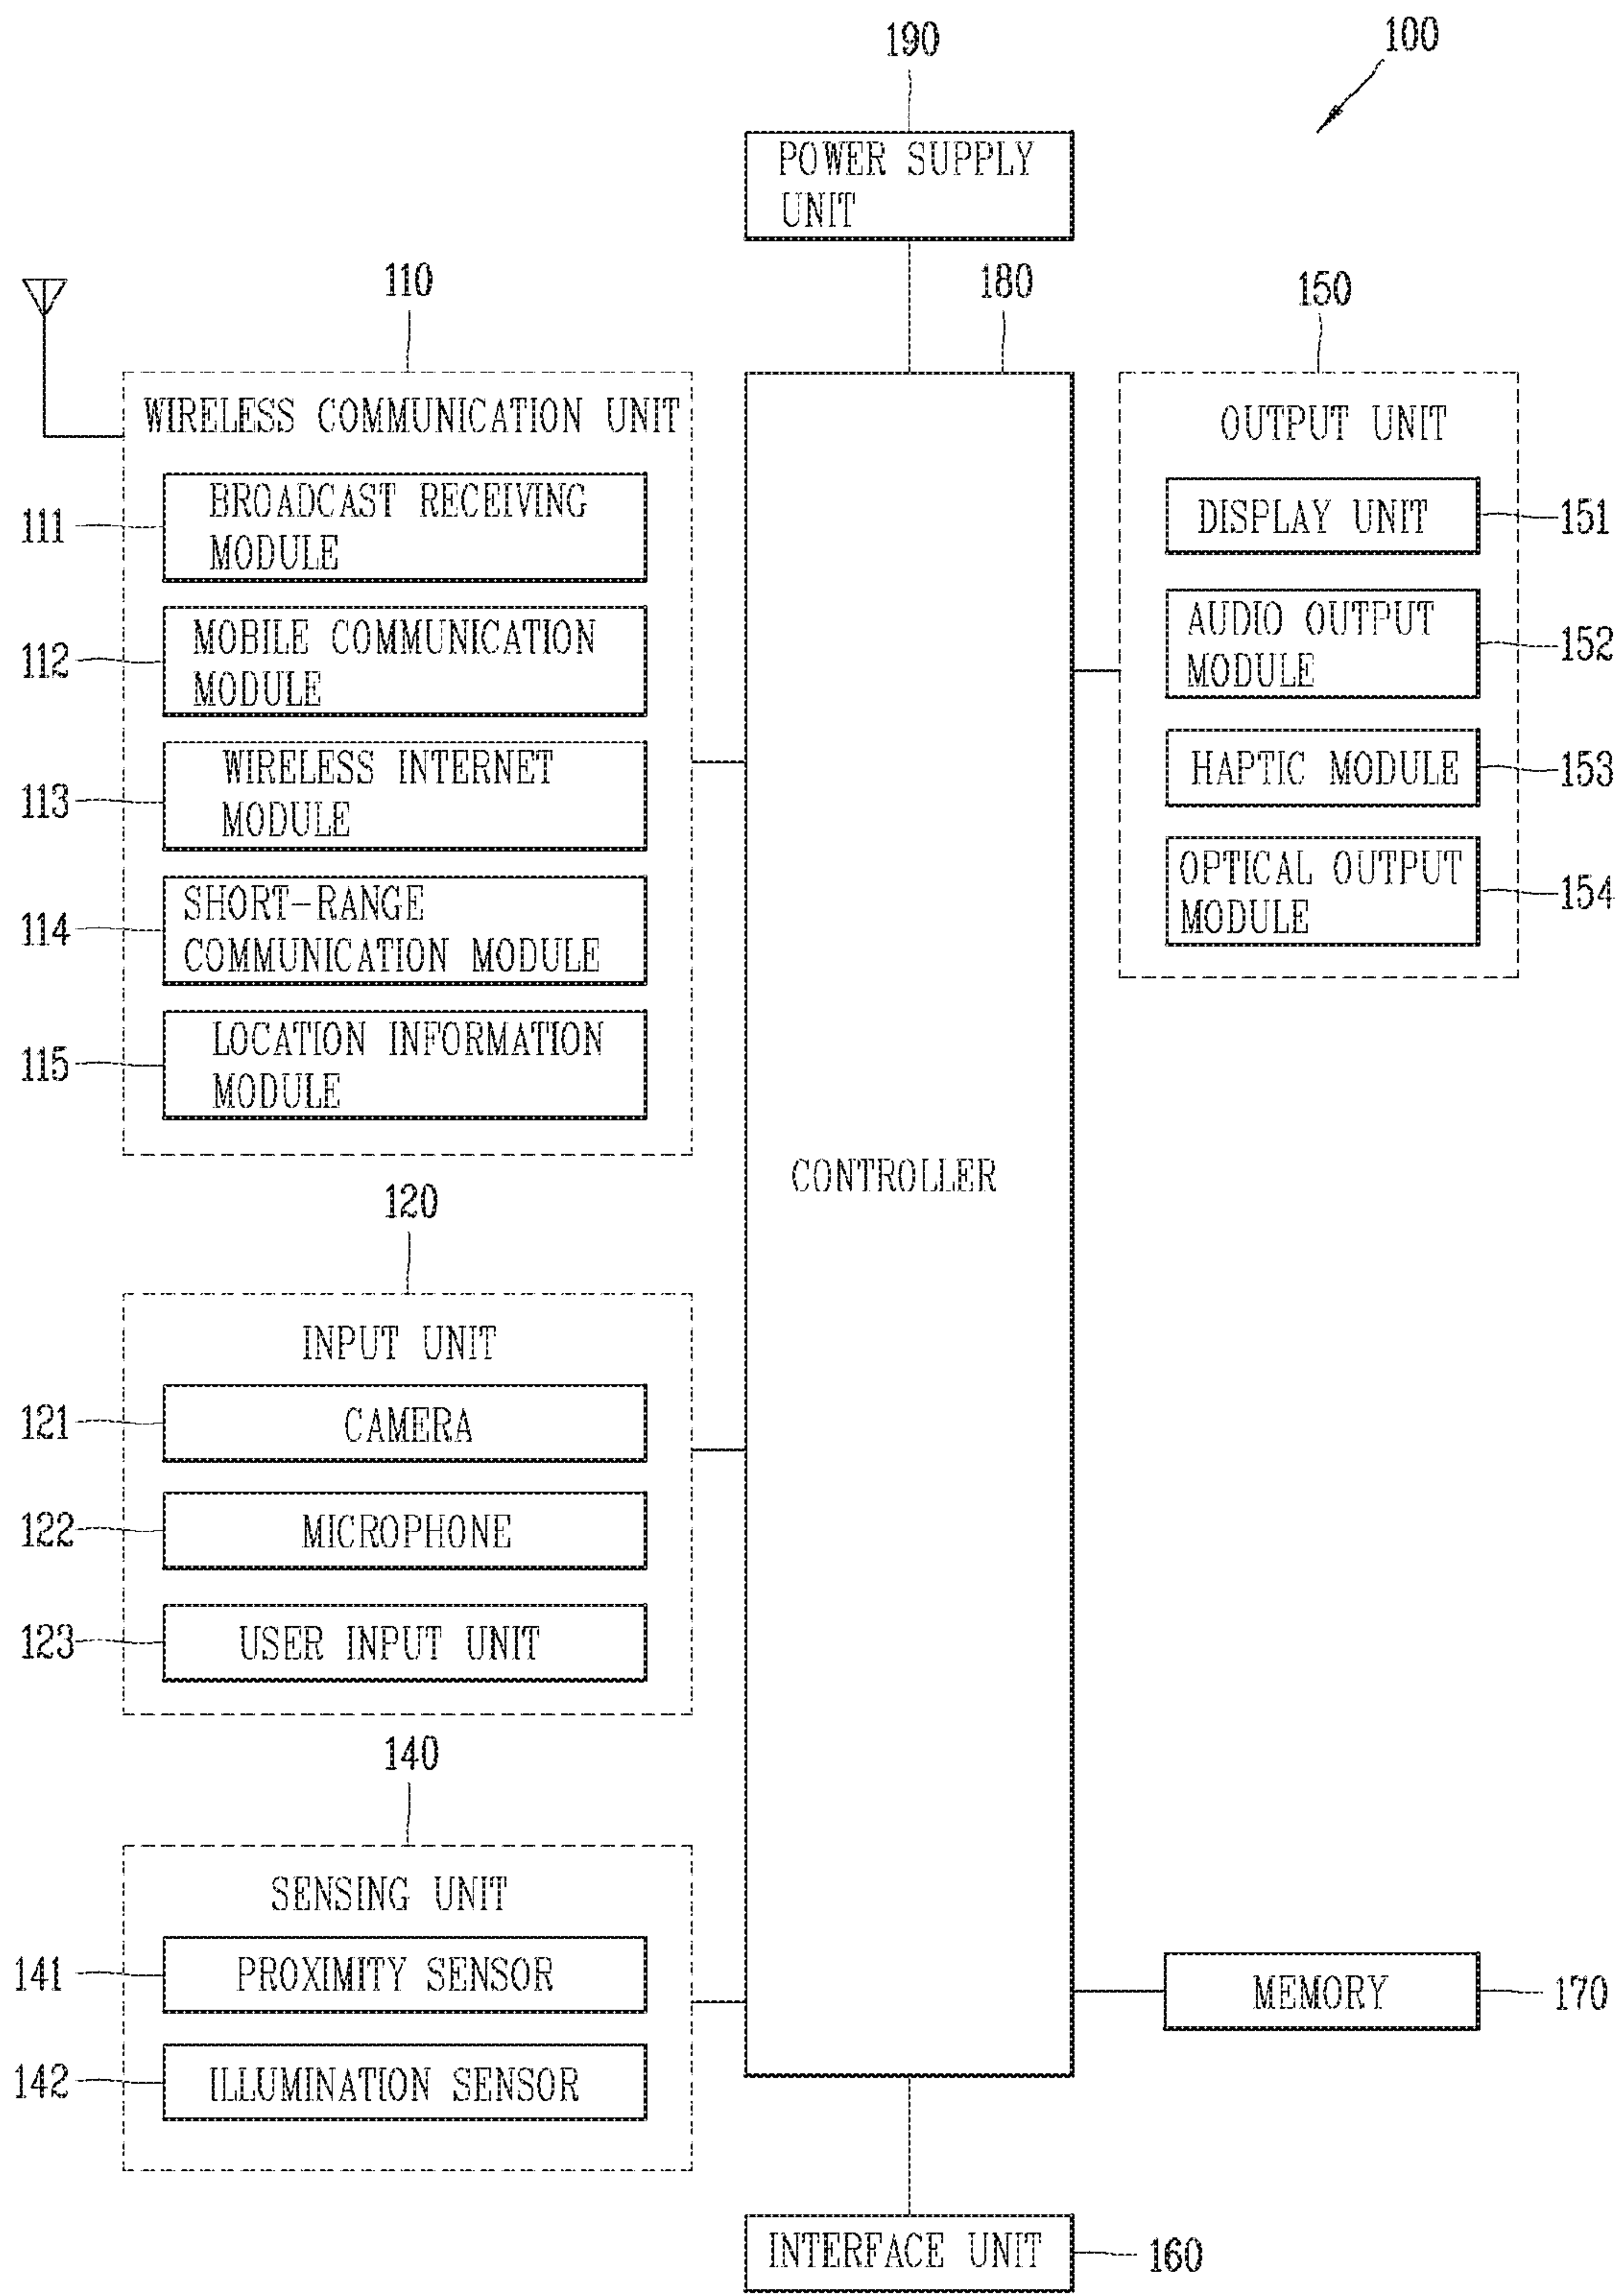 190
100
POWER SUPPLY
UNIT
110
180
150
WIRELESS COMMUNICATION UNIT
111
BROADCAST RECEIVING
MODULE
112
MOBILE COMMUNICATION
MODULE
113
WIRELESS INTERNET
MODULE
114
SHORT-RANGE
COMMUNICATION MODULE
115
LOCATION INFORMATION
MODULE
CONTROLLER
OUTPUT UNIT
DISPLAY UNIT
151
AUDIO OUTPUT
MODULE
152
HAPTIC MODULE
153
OPTICAL OUTPUT
MODULE
154
120
INPUT UNIT
121
CAMERA
122
MICROPHONE
123
USER INPUT UNIT
140
SENSING UNIT
141
PROXIMITY SENSOR
142
ILLUMINATION SENSOR
MEMORY
170
INTERFACE UNIT
160